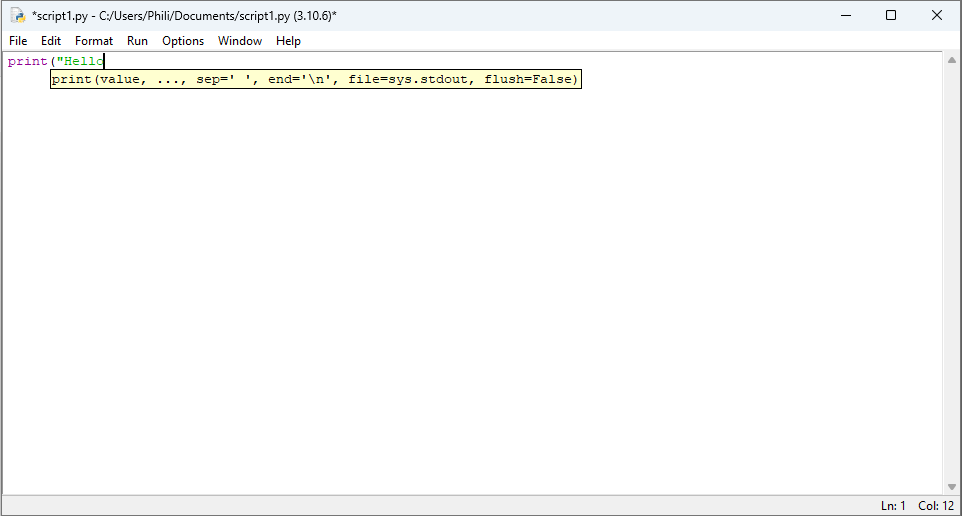 *script1.py - C:/Users/Phili/Documents/script1.py (3.10.6)*
File Edit Format Run Options Window Help
print("Hello
print(value, ..., sep=' ', end='\n', file=sys.stdout, flush=False)
Ln: 1 Col: 12